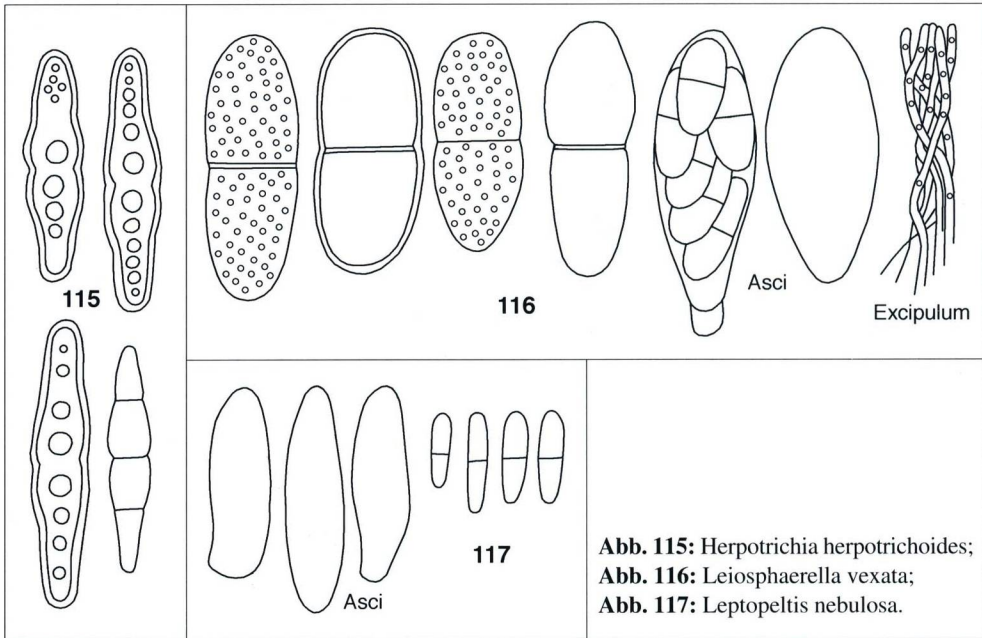 115
116
Asci
Excipulum
Asci
117
Abb. 115: Herpotrichia herpotrichoides;
Abb. 116: Leiosphaerella vexata;
Abb. 117: Leptopeltis nebulosa.